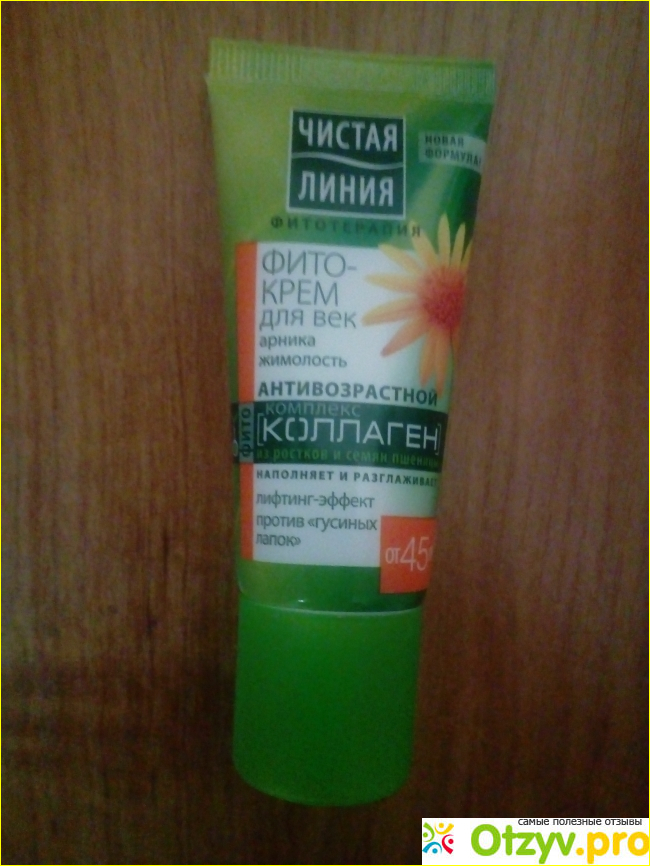 ЧИСТАЯ
ЛИНИЯ
НОВАЯ
ФОРМУЛА!
ФИТОТЕРАПИЯ
ФИТО-
КРЕМ
для век
арника
жимолость
АНТИВОЗРАСТНОЙ
комплекс
ФИТО
[КОЛЛАГЕН]
из ростков и семян пшеницы
НАПОЛНЯЕТ И РАЗГЛАЖИВАЕТ
лифтинг-эффект
против «гусиных
лапок»
от 45
самые полезные отзывы
Otzyv.pro